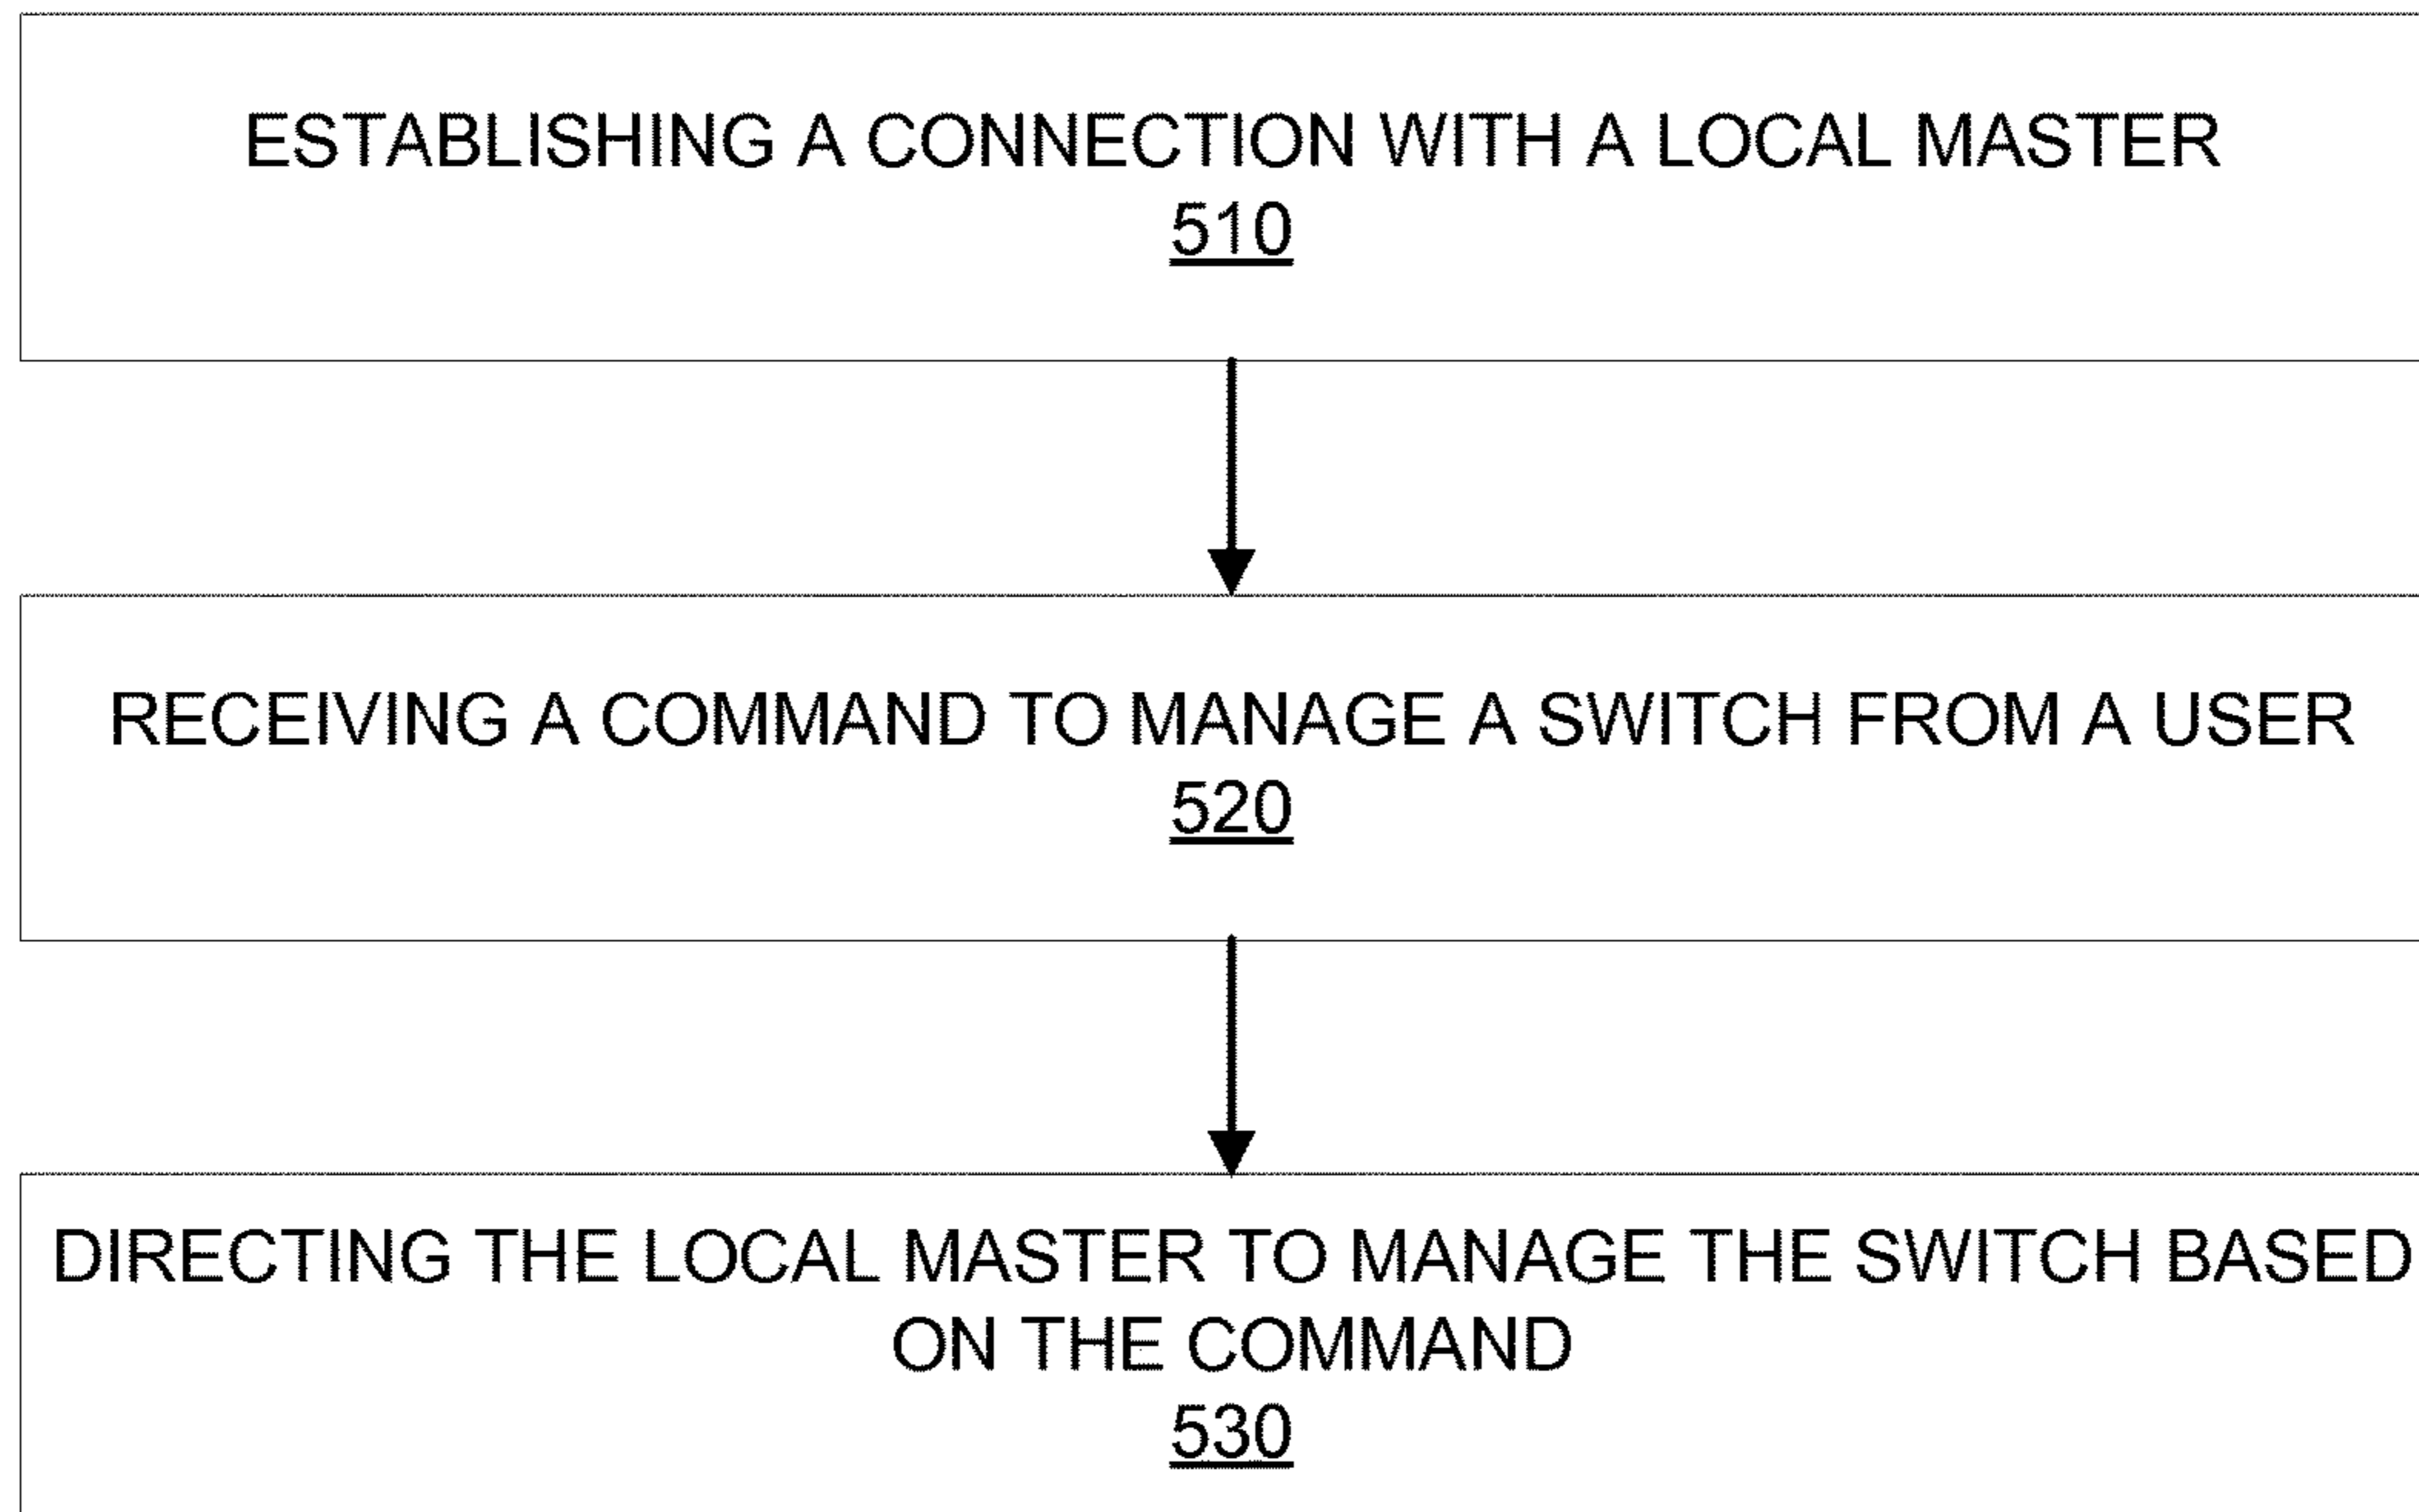 ESTABLISHING A CONNECTION WITH A LOCAL MASTER
510
RECEIVING A COMMAND TO MANAGE A SWITCH FROM A USER
520
DIRECTING THE LOCAL MASTER TO MANAGE THE SWITCH BASED
ON THE COMMAND
530